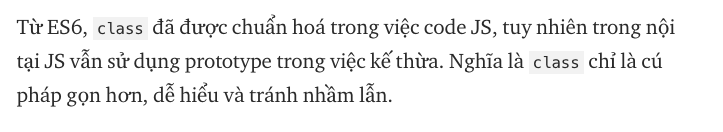 Từ ES6, class đã được chuẩn hoá trong việc code JS, tuy nhiên trong nội
tại JS vẫn sử dụng prototype trong việc kế thừa. Nghĩa là class chỉ là cú
pháp gọn hơn, dễ hiểu và tránh nhầm lẫn.